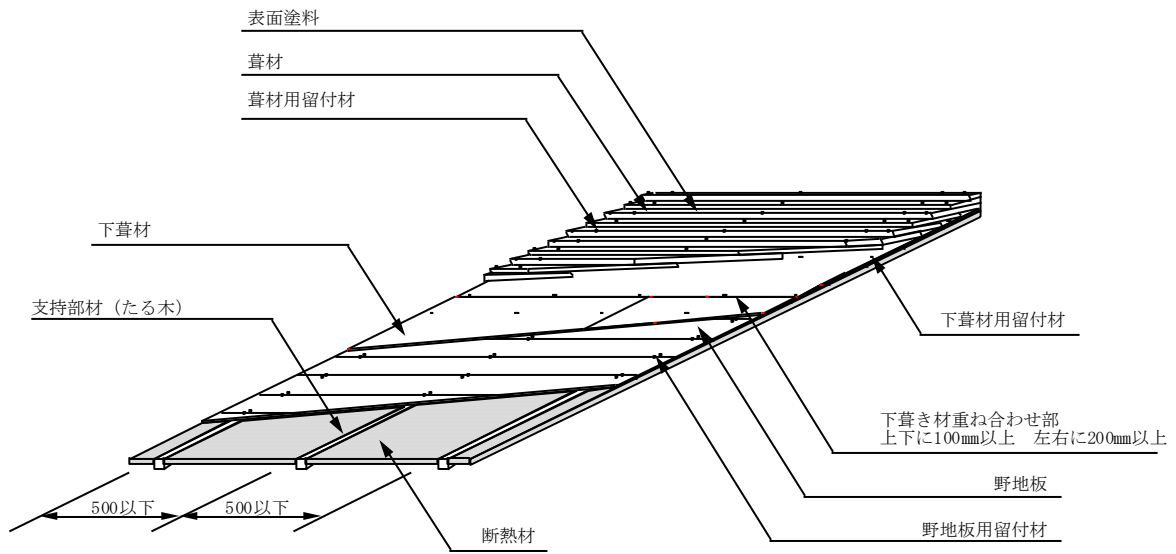 表面塗料
葺材
葺材用留付材
下葺材
支持部材（たる木）
下葺材用留付材
下葺き材重ね合わせ部
上下に100㎜以上　左右に200㎜以上
野地板
野地板用留付材
500以下
500以下
断熱材